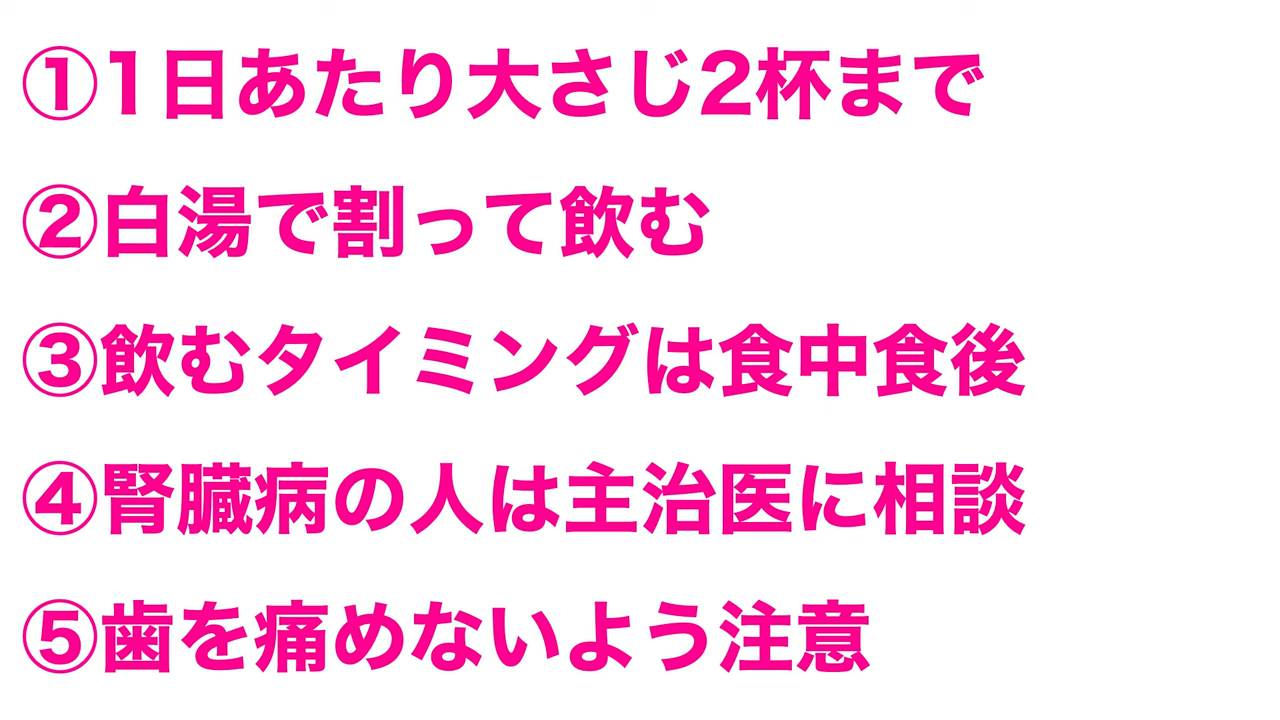 ①1日あたり大さじ2杯まで
②白湯で割って飲む
③飲むタイミングは食中食後
④腎臓病の人は主治医に相談
⑤歯を痛めないよう注意